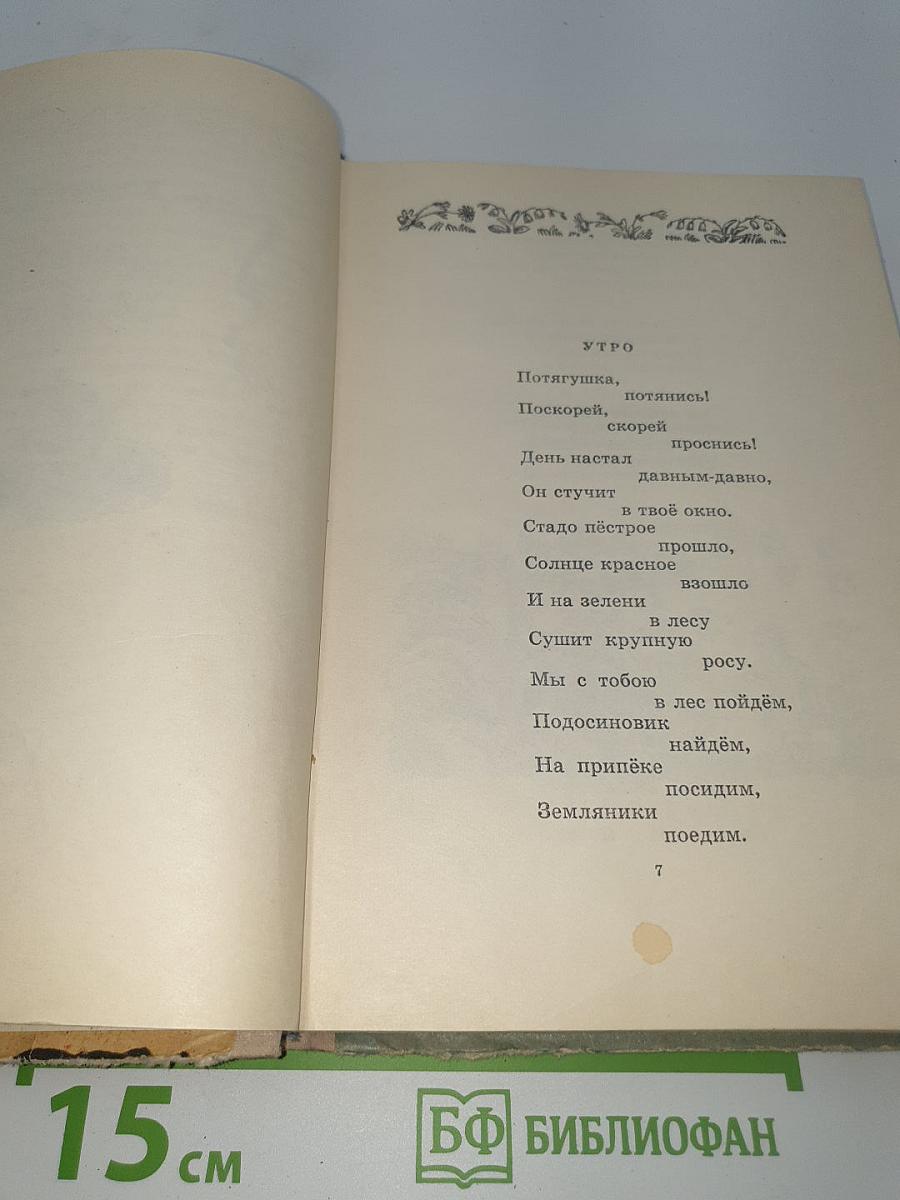 УТРО
Потягушка,
потянись!
Поскорей,
скорей
проснись!
День настал
давным-давно,
Он стучит
в твоё окно.
Стадо пёстрое
прошло,
Солнце красное
взошло
И на зелени
в лесу
Сушит крупную
росу.
Мы с тобою
в лес пойдём,
Подосиновик
найдём,
На припёке
посидим,
Земляники
поедим.
7
15 см
БФ БИБЛИОФАН